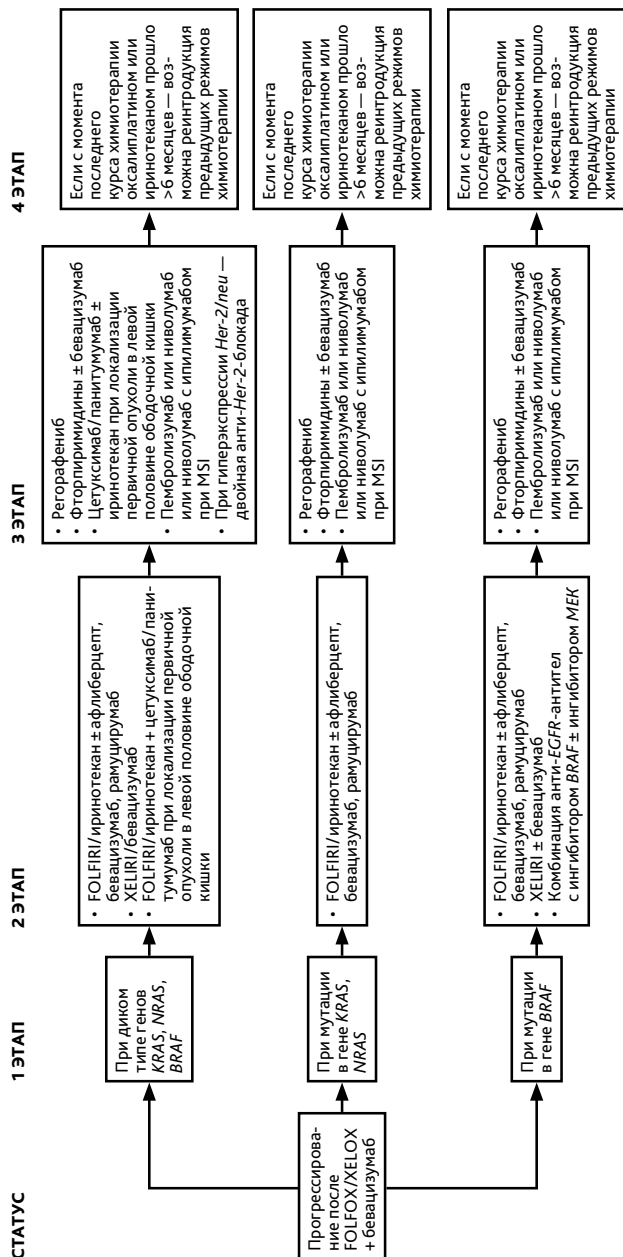 СТАТУС
1 ЭТАП
2 ЭТАП
3 ЭТАП
4 ЭТАП
Прогрессирова-
ние после
FOLFOX/XELOX
+ бевацизумаб
При диком
типе генов
KRAS, NRAS,
BRAF
• FOLFIRI/иринотекан ± афлиберцепт,
бевацизумаб, рамуцирумаб
• XELIRI/бевацизумаб
• FOLFIRI/иринотекан + цетуксимаб/пани-
тумумаб при локализации первичной
опухоли в левой половине ободочной
кишки
• Регорафениб
• Фторпиримидины ± бевацизумаб
• Цетуксимаб/панитумумаб ±
иринотекан при локализации
первичной опухоли в левой
половине ободочной кишки
• Пембролизумаб или ниволумаб
или ниволумаб с ипилимумабом
при MSI
• При гиперэкспрессии Her-2/neu —
двойная анти-Her-2-блокада
Если с момента
последнего
курса химиотерапии
оксалиплатином или
иринотеканом прошло
>6 месяцев — воз-
можна реинтродукция
предыдущих режимов
химиотерапии
При мутации
в гене KRAS,
NRAS
• FOLFIRI/иринотекан ± афлиберцепт,
бевацизумаб, рамуцирумаб
• Регорафениб
• Фторпиримидины ± бевацизумаб
• Пембролизумаб или ниволумаб
или ниволумаб с ипилимумабом
при MSI
Если с момента
последнего
курса химиотерапии
оксалиплатином или
иринотеканом прошло
>6 месяцев — воз-
можна реинтродукция
предыдущих режимов
химиотерапии
При мутации
в гене BRAF
• FOLFIRI/иринотекан ± афлиберцепт,
бевацизумаб, рамуцирумаб
• XELIRI ± бевацизумаб
• Комбинация анти-EGFR-антител
с ингибитором BRAF ± ингибитором MEK
• Регорафениб
• Фторпиримидины ± бевацизумаб
• Пембролизумаб или ниволумаб
или ниволумаб с ипилимумабом
при MSI
Если с момента
последнего
курса химиотерапии
оксалиплатином или
иринотеканом прошло
>6 месяцев — воз-
можна реинтродукция
предыдущих режимов
химиотерапии